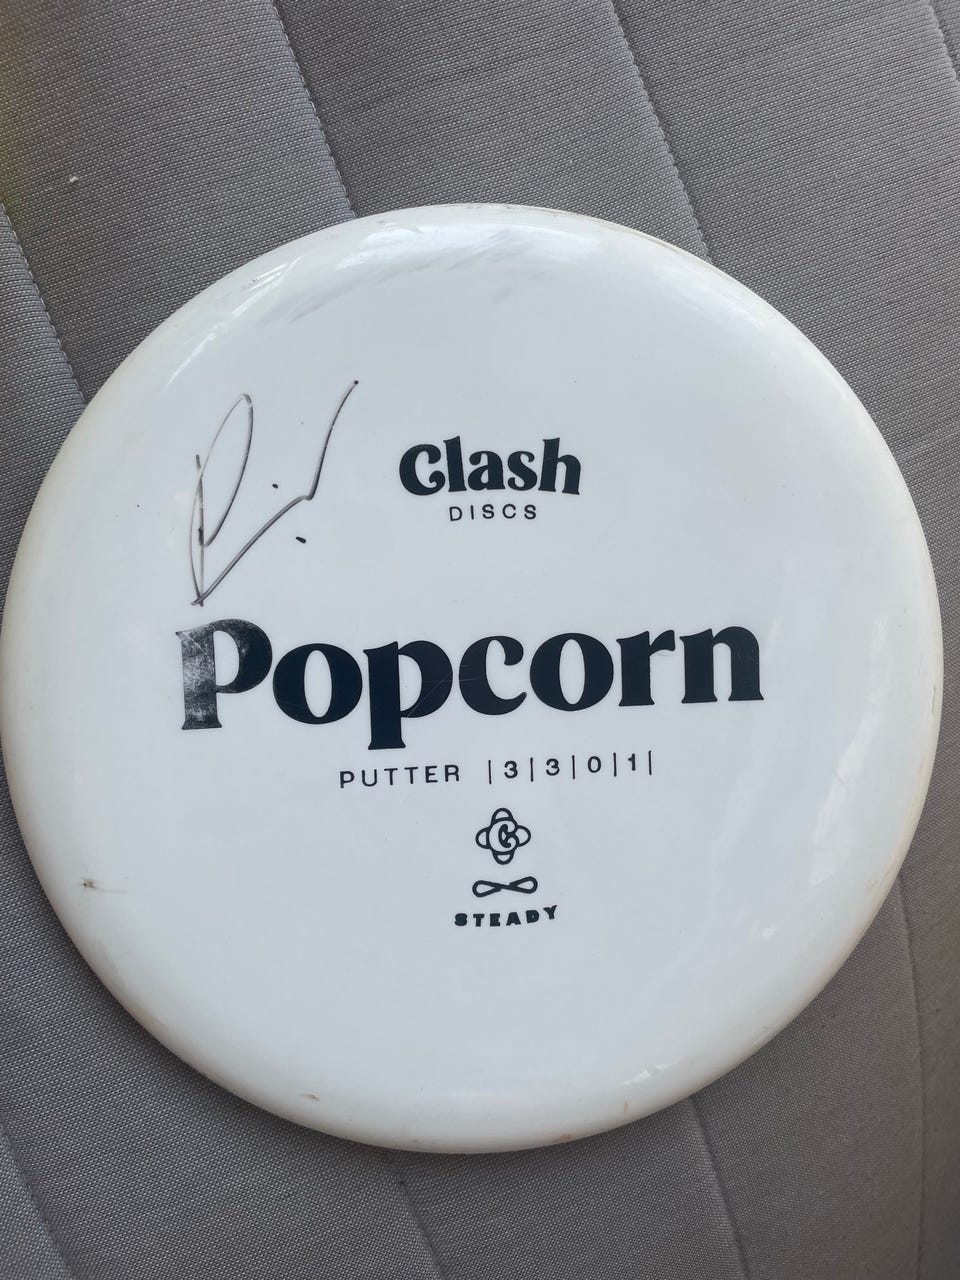 Clash
DISCS
Popcorn
PUTTER |3|3|0|1|
C
STEADY